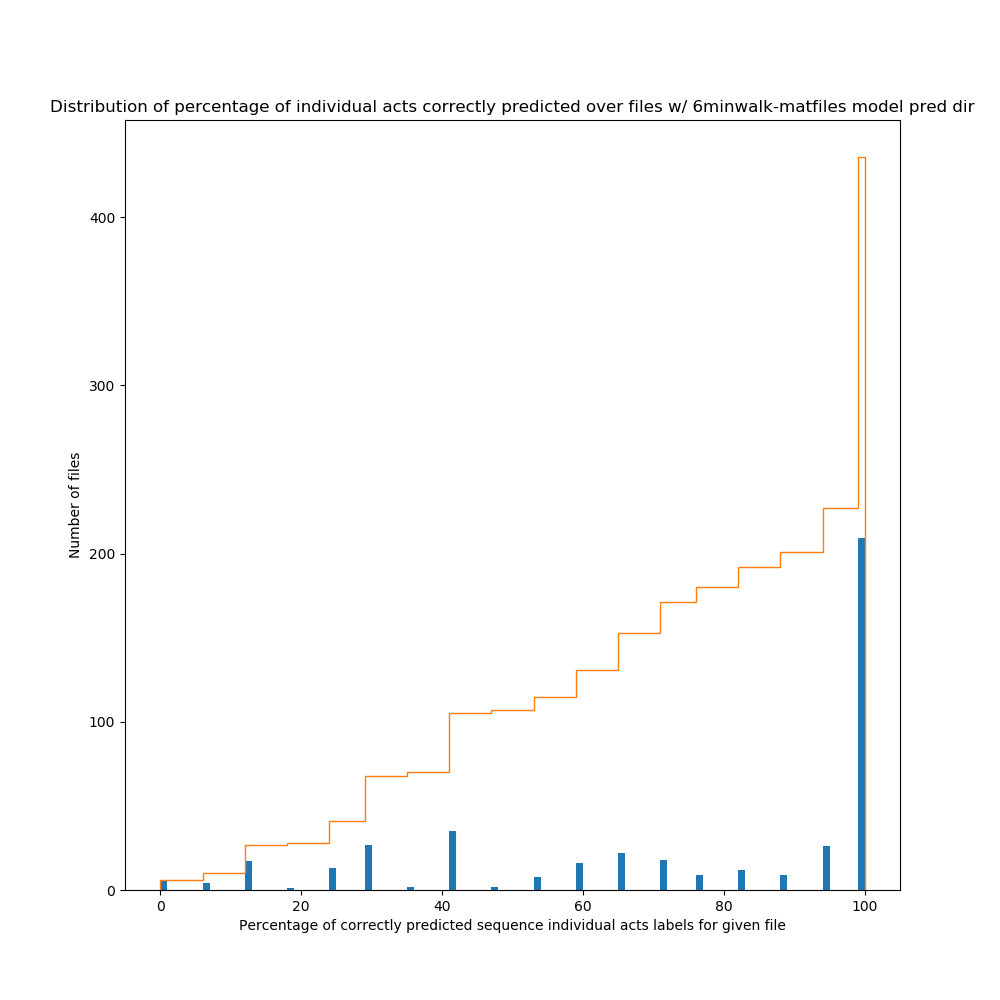 Distribution of percentage of individual acts correctly predicted over files w/ 6minwalk-matfiles model pred dir
400
300
200
100
0
Number of files
0 20 40 60 80 100
Percentage of correctly predicted sequence individual acts labels for given file